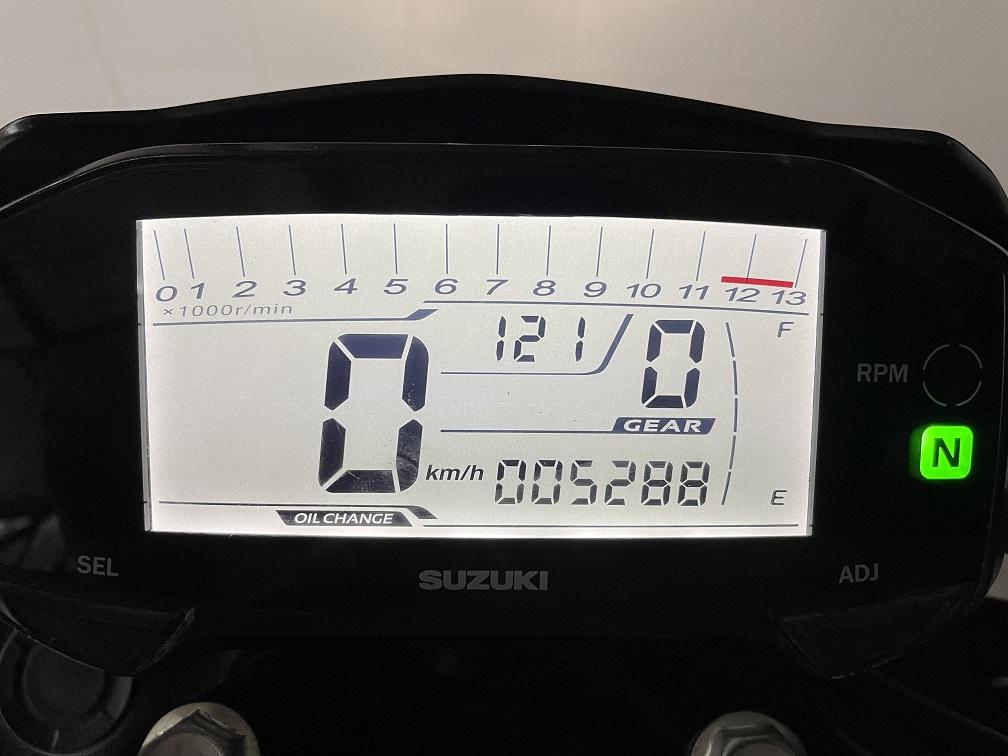 0 1 2 3 4 5 6 7 8 9 10 11 12 13
×1000r/min
121
0
F
RPM
0
GEAR
N
km/h
005288
E
OIL CHANGE
SEL
SUZUKI
ADJ